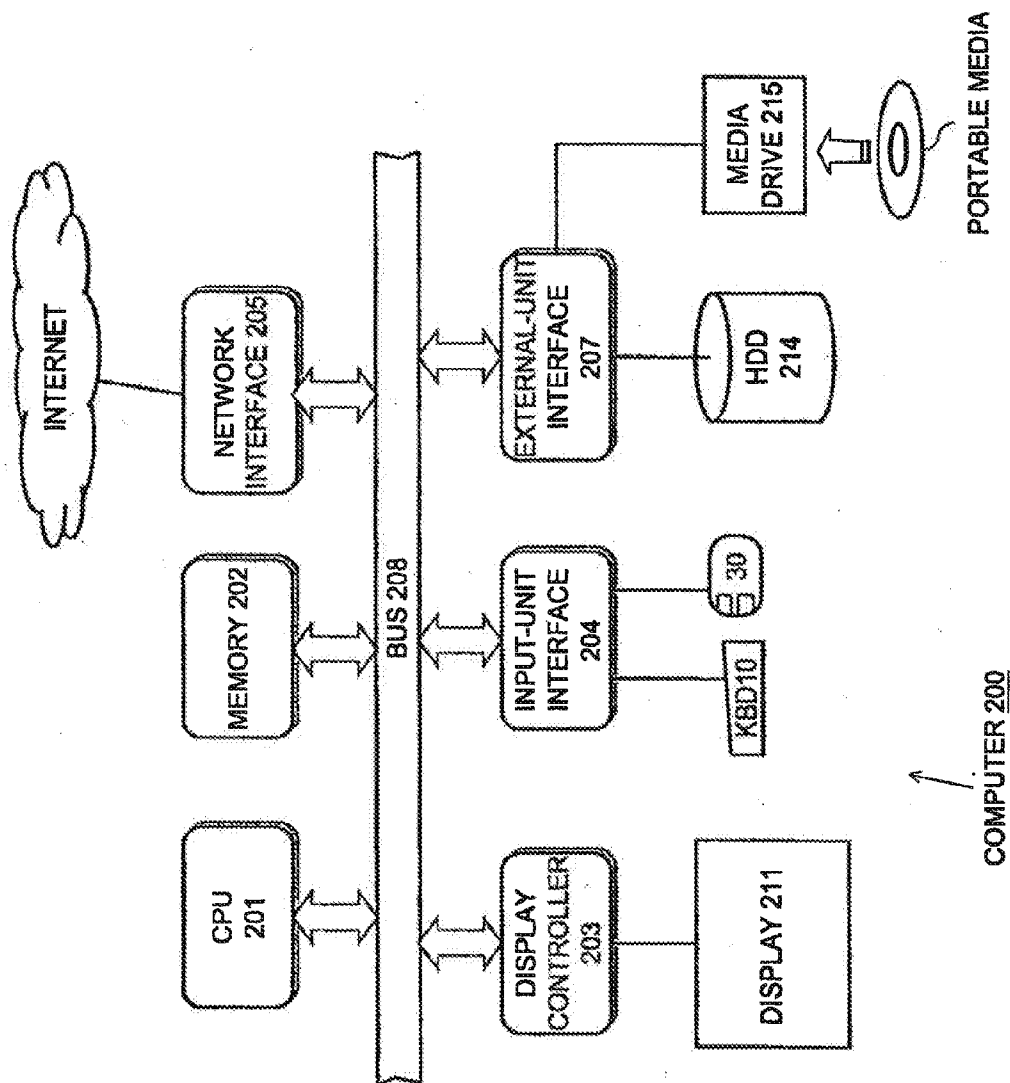 INTERNET
CPU
201
MEMORY 202
NETWORK
INTERFACE 205
BUS 208
DISPLAY
CONTROLLER
203
INPUT-UNIT
INTERFACE
204
EXTERNAL-UNIT
INTERFACE
207
DISPLAY 211
KBD10
30
HDD
214
MEDIA
DRIVE 215
PORTABLE MEDIA
COMPUTER 200